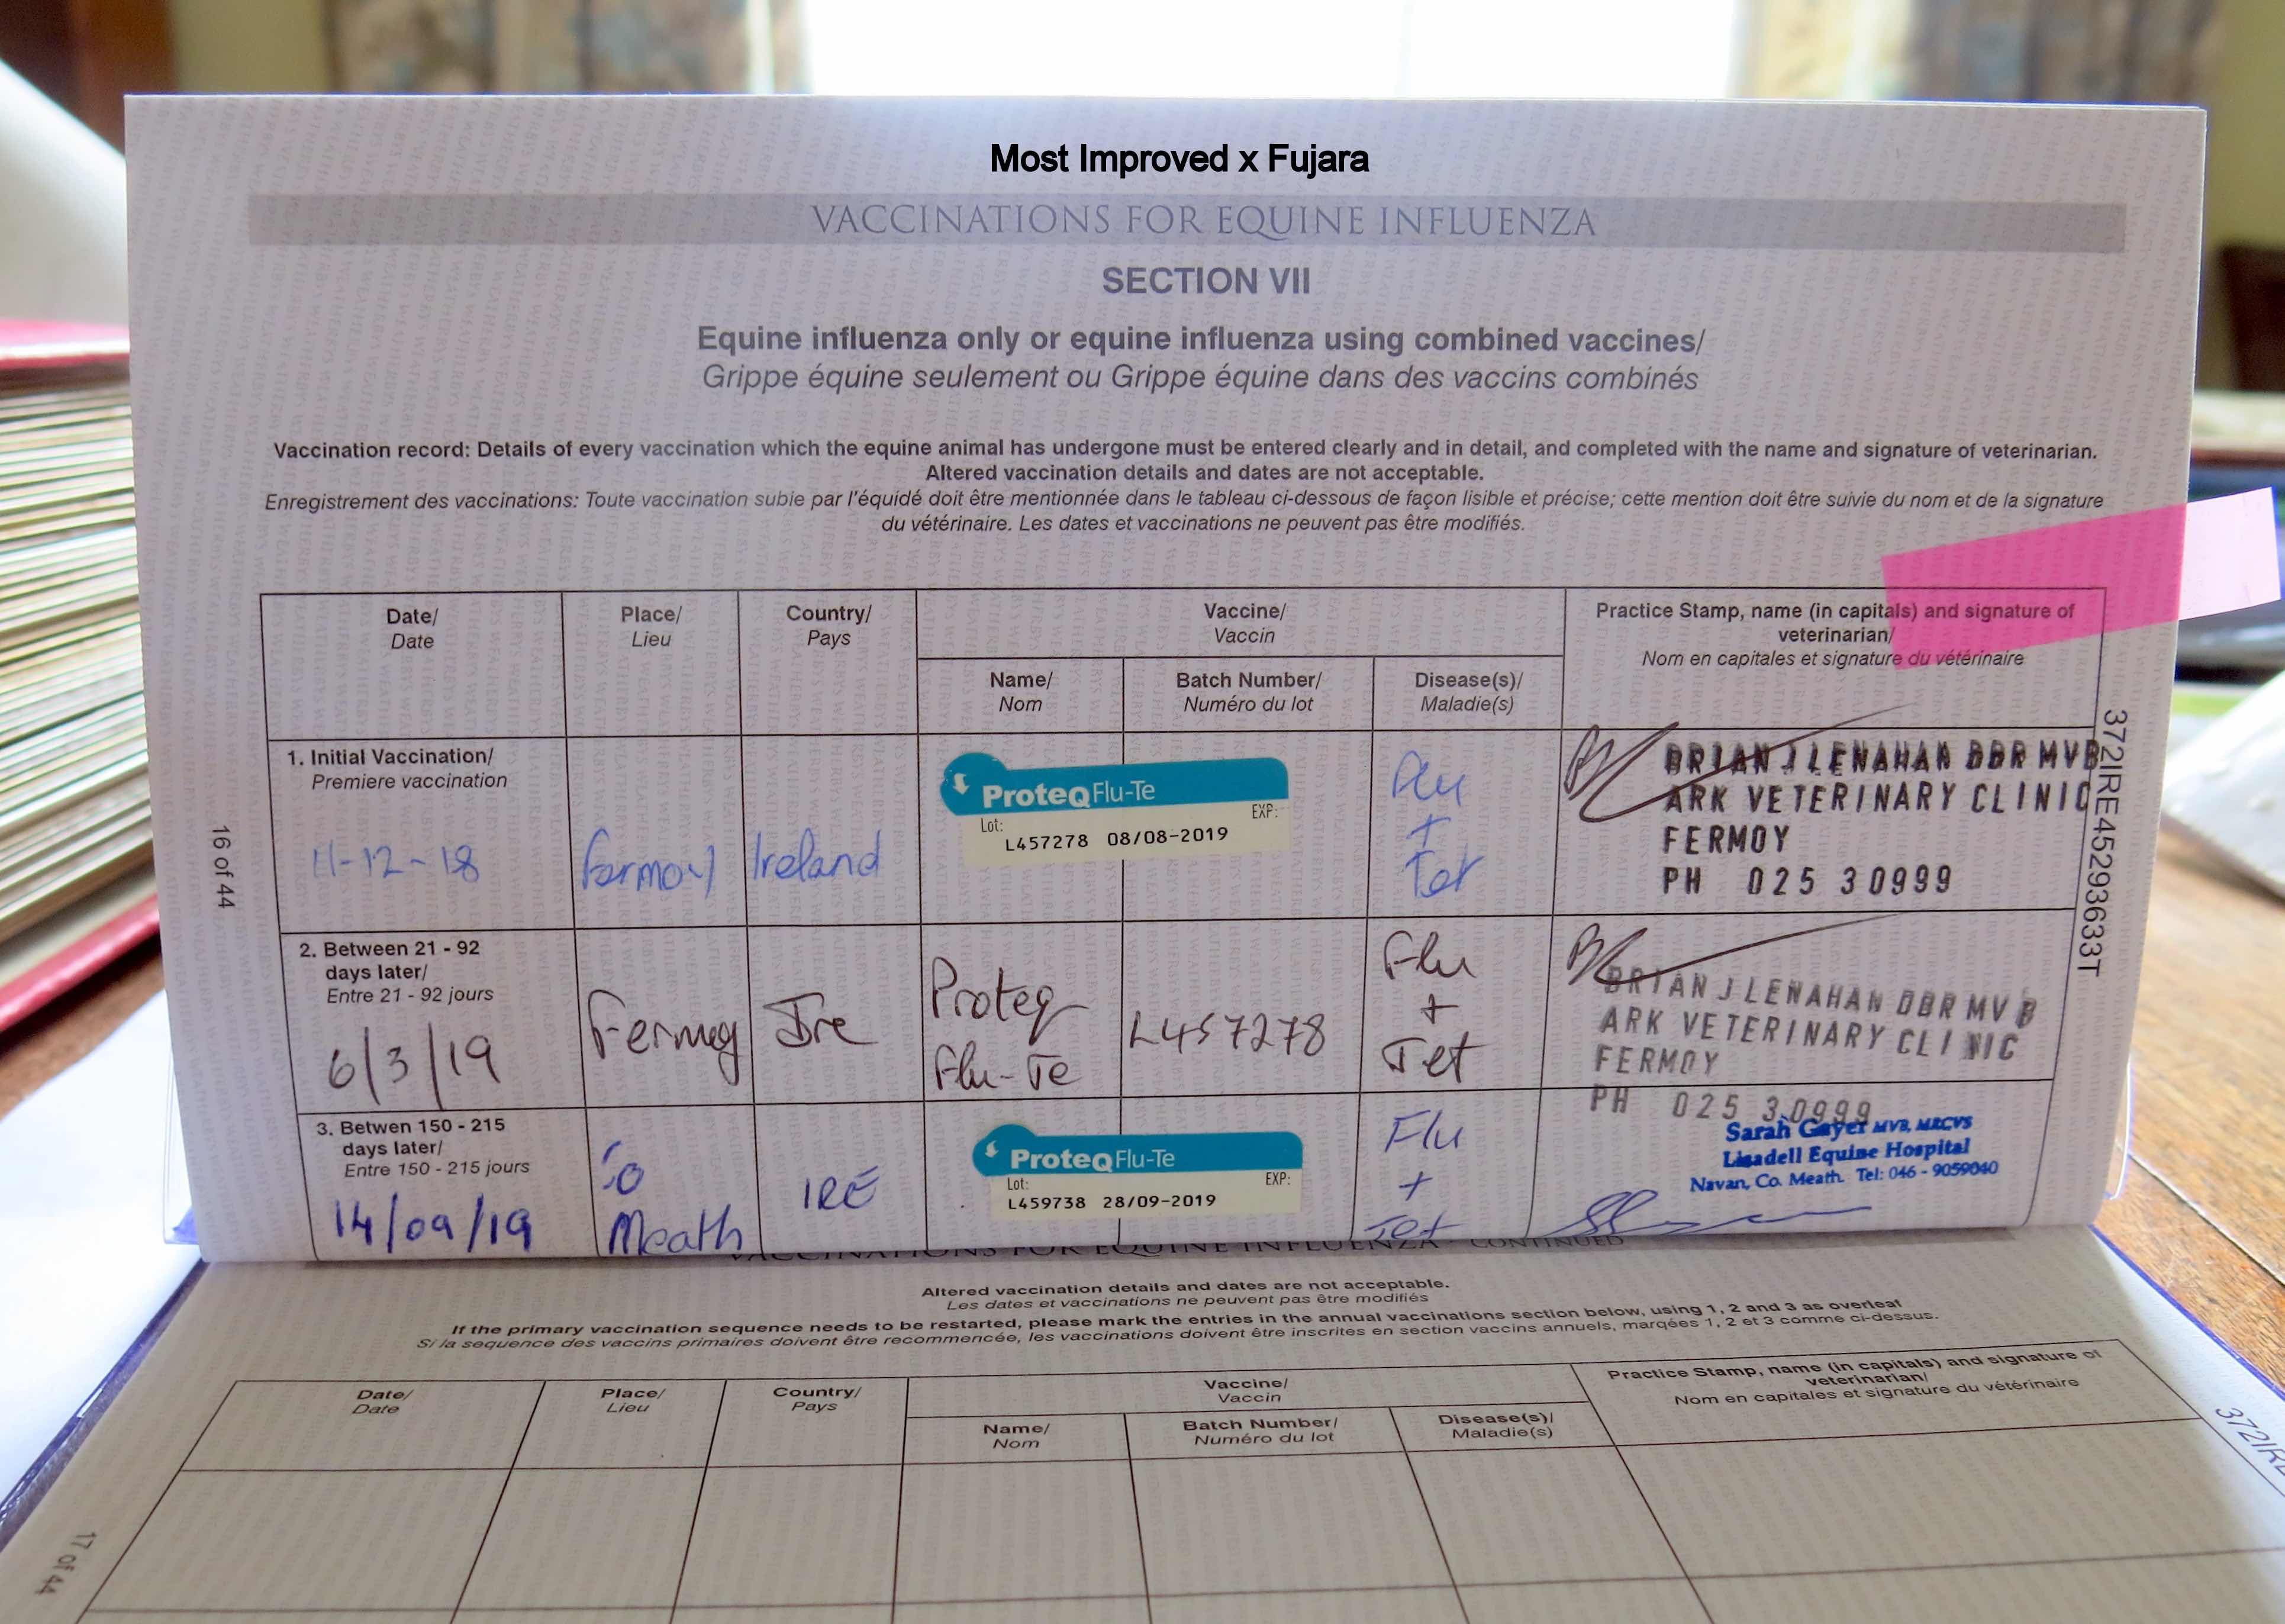 Most Improved x Fujara
VACCINATIONS FOR EQUINE INFLUENZA
SECTION VII
Equine influenza only or equine influenza using combined vaccines/
Grippe équine seulement ou Grippe équine dans des vaccins combinés
Vaccination record: Details of every vaccination which the equine animal has undergone must be entered clearly and in detail, and completed with the name and signature of veterinarian.
Altered vaccination details and dates are not acceptable.
Enregistrement des vaccinations: Toute vaccination subie par l'équidé doit être mentionnée dans le tableau ci-dessous de façon lisible et précise; cette mention doit être suivie du nom et de la signature
du vétérinaire. Les dates et vaccinations ne peuvent pas être modifiés.
Date/
Date
Place/
Lieu
Country/
Pays
Vaccine/
Vaccin
Name/
Nom
Batch Number/
Numéro du lot
Disease(s)/
Maladie(s)
Practice Stamp, name (in capitals) and signature of
veterinarian/
Nom en capitales et signature du vétérinaire
1. Initial Vaccination/
Premiere vaccination
11-12-18
Fermoy
Ireland
ProteqFlu-Te
Lot: EXP:
L457278 08/08-2019
Flu
+
Tet
BRIAN J LENAHAN DBR MVB
ARK VETERINARY CLINIC
FERMOY
PH 025 30999
2. Between 21 - 92
days later/
Entre 21 - 92 jours
6/3/19
Fermoy
Ire
Proteq
Flu-Te
L457278
Flu
+
Tet
BRIAN J LENAHAN DBR MVB
ARK VETERINARY CLINIC
FERMOY
PH 025 30999
3. Betwen 150 - 215
days later/
Entre 150 - 215 jours
14/09/19
Co
Meath
IRE
ProteqFlu-Te
Lot: EXP:
L459738 28/09-2019
Flu
+
Tet
Sarah Gayer MVB, MRCVS
Lisadell Equine Hospital
Navan, Co. Meath. Tel: 046 - 9059040
16 of 44
372IRE452936633T
VACCINATIONS FOR EQUINE INFLUENZA - CONTINUED
Altered vaccination details and dates are not acceptable.
Les dates et vaccinations ne peuvent pas être modifiés
If the primary vaccination sequence needs to be restarted, please mark the entries in the annual vaccinations section below, using 1, 2 and 3 as overleaf
Si la sequence des vaccins primaires doivent être recommencée, les vaccinations doivent être inscrites en section vaccins annuels, marqées 1, 2 et 3 comme ci-dessus.
Date/
Date
Place/
Lieu
Country/
Pays
Vaccine/
Vaccin
Name/
Nom
Batch Number/
Numéro du lot
Disease(s)/
Maladie(s)
Practice Stamp, name (in capitals) and signature of
veterinarian/
Nom en capitales et signature du vétérinaire
17 of 44